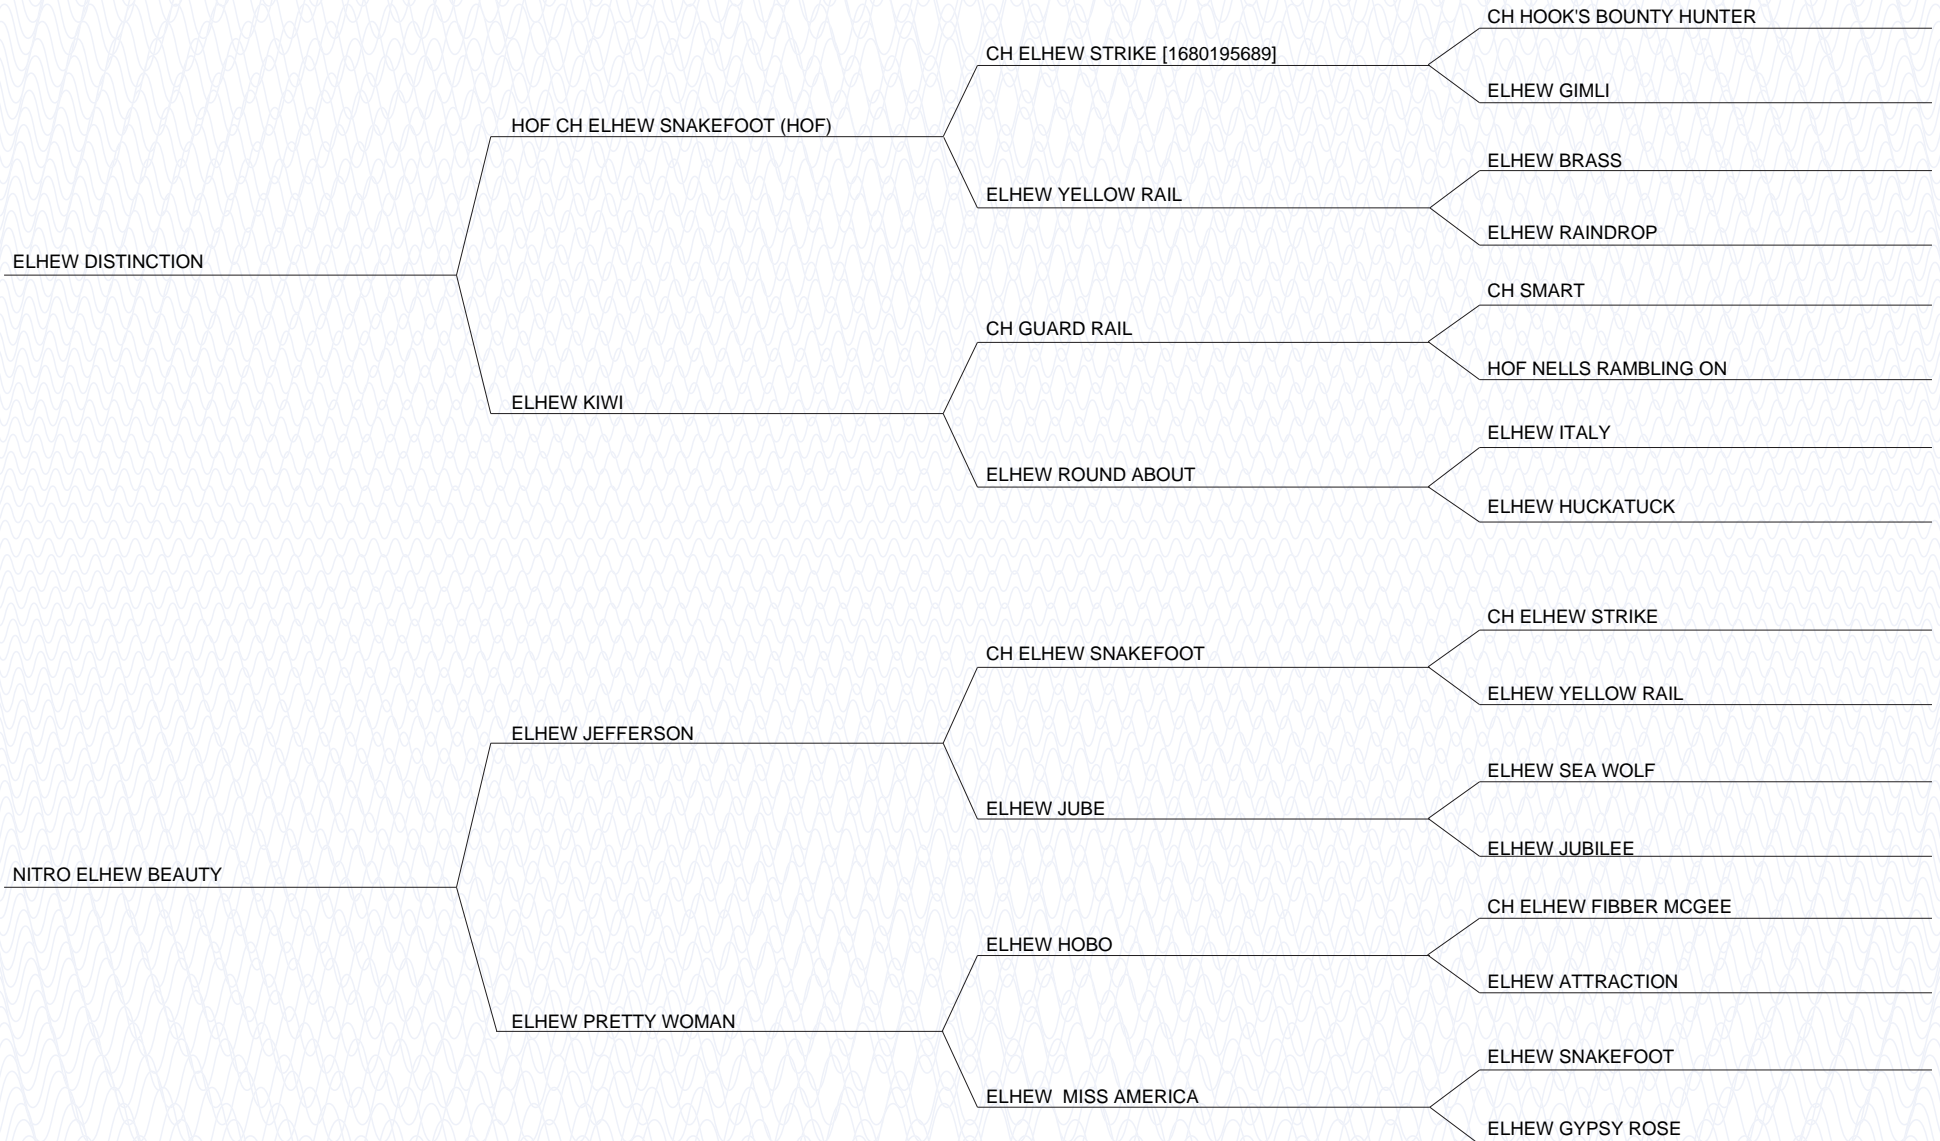 CH HOOK'S BOUNTY HUNTER
CH ELHEW STRIKE [1680195689]
ELHEW GIMLI
HOF CH ELHEW SNAKEFOOT (HOF)
ELHEW BRASS
ELHEW YELLOW RAIL
ELHEW RAINDROP
ELHEW DISTINCTION
CH SMART
CH GUARD RAIL
HOF NELLS RAMBLING ON
ELHEW KIWI
ELHEW ITALY
ELHEW ROUND ABOUT
ELHEW HUCKATUCK
CH ELHEW STRIKE
CH ELHEW SNAKEFOOT
ELHEW YELLOW RAIL
ELHEW JEFFERSON
ELHEW SEA WOLF
ELHEW JUBE
ELHEW JUBILEE
NITRO ELHEW BEAUTY
CH ELHEW FIBBER MCGEE
ELHEW HOBO
ELHEW ATTRACTION
ELHEW PRETTY WOMAN
ELHEW SNAKEFOOT
ELHEW  MISS AMERICA
ELHEW GYPSY ROSE